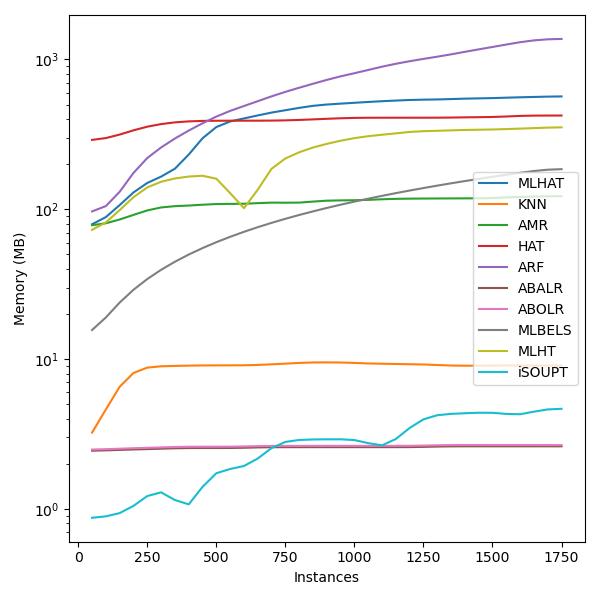 10³
10²
10¹
10⁰
Memory (MB)
MLHAT
KNN
AMR
HAT
ARF
ABALR
ABOLR
MLBELS
MLHT
iSOUPT
0 250 500 750 1000 1250 1500 1750
Instances